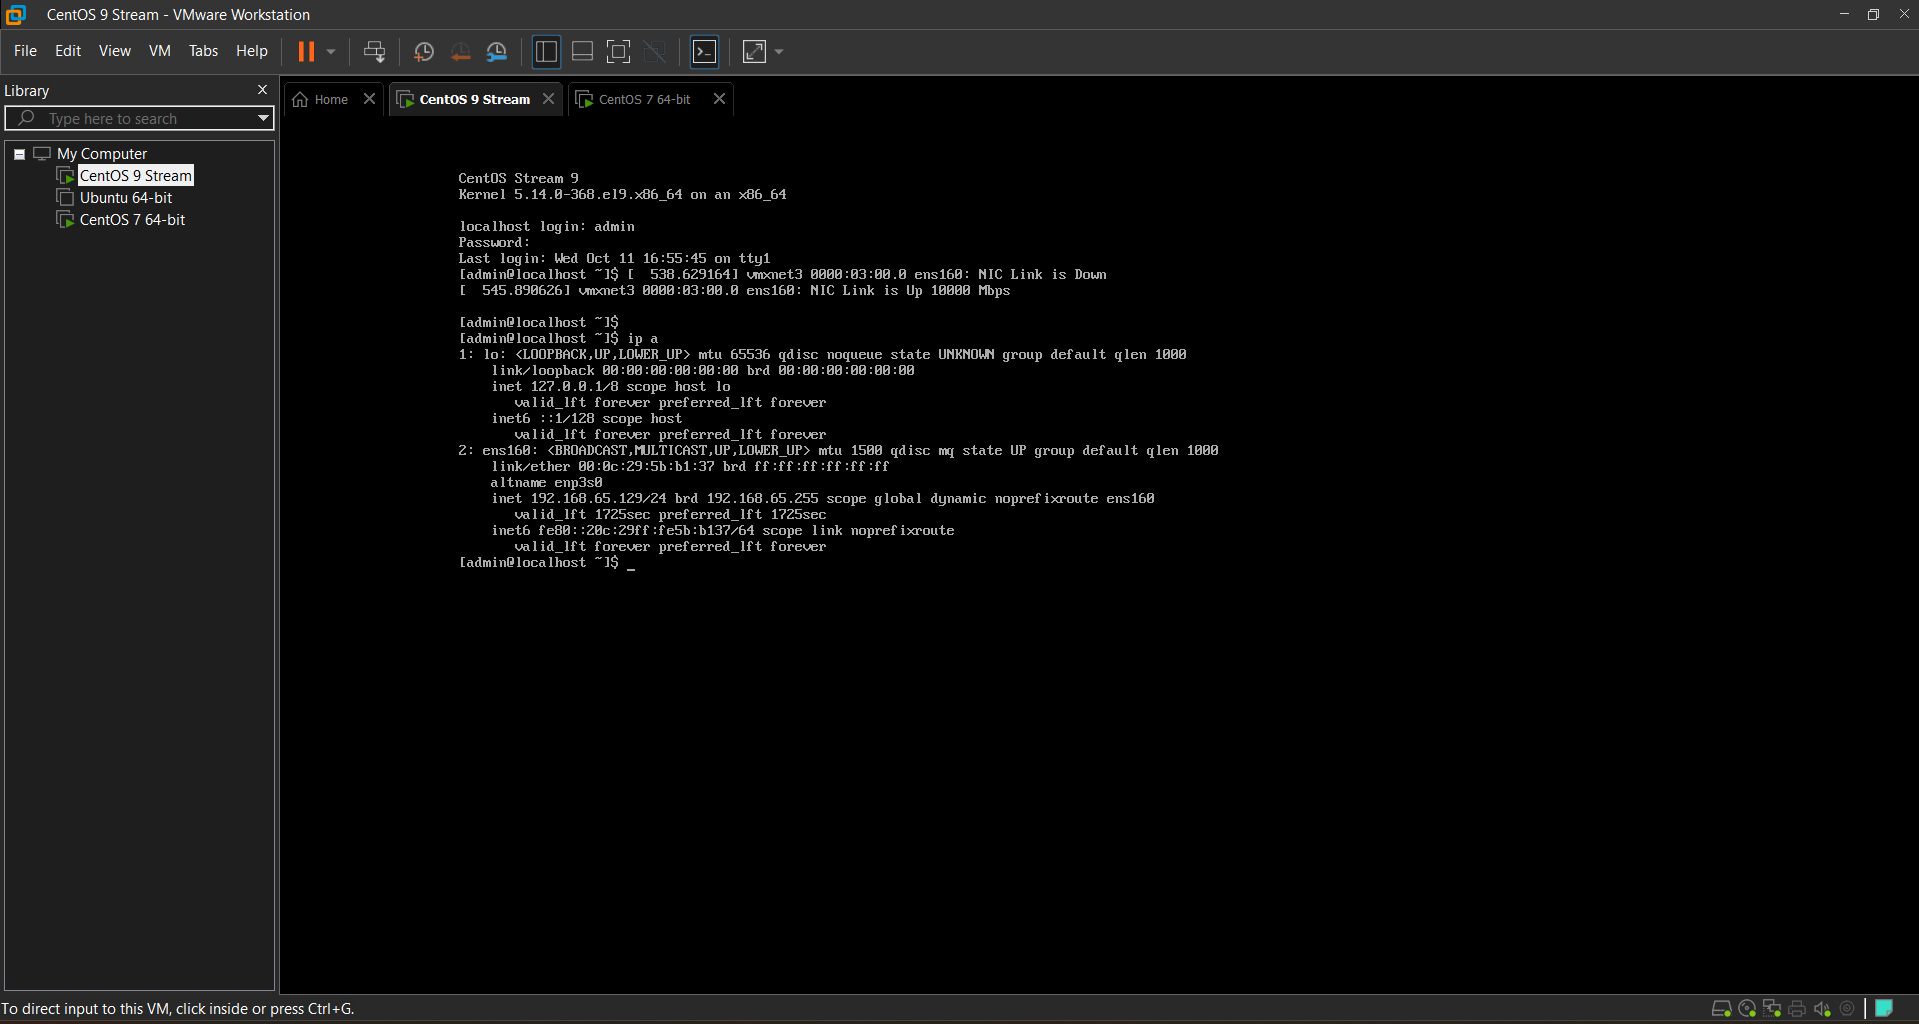 CentOS 9 Stream - VMware Workstation
File Edit View VM Tabs Help
Library
Type here to search
My Computer
CentOS 9 Stream
Ubuntu 64-bit
CentOS 7 64-bit
Home CentOS 9 Stream CentOS 7 64-bit
CentOS Stream 9
Kernel 5.14.0-368.el9.x86_64 on an x86_64
localhost login: admin
Password:
Last login: Wed Oct 11 16:55:45 on tty1
[admin@localhost ~]$ [  538.629164] vmxnet3 0000:03:00.0 ens160: NIC Link is Down
[  545.890626] vmxnet3 0000:03:00.0 ens160: NIC Link is Up 10000 Mbps
[admin@localhost ~]$
[admin@localhost ~]$ ip a
1: lo: <LOOPBACK,UP,LOWER_UP> mtu 65536 qdisc noqueue state UNKNOWN group default qlen 1000
link/loopback 00:00:00:00:00:00 brd 00:00:00:00:00:00
inet 127.0.0.1/8 scope host lo
valid_lft forever preferred_lft forever
inet6 ::1/128 scope host
valid_lft forever preferred_lft forever
2: ens160: <BROADCAST,MULTICAST,UP,LOWER_UP> mtu 1500 qdisc mq state UP group default qlen 1000
link/ether 00:0c:29:5b:b1:37 brd ff:ff:ff:ff:ff:ff
altname enp3s0
inet 192.168.65.129/24 brd 192.168.65.255 scope global dynamic noprefixroute ens160
valid_lft 1725sec preferred_lft 1725sec
inet6 fe80::20c:29ff:fe5b:b137/64 scope link noprefixroute
valid_lft forever preferred_lft forever
[admin@localhost ~]$ _
To direct input to this VM, click inside or press Ctrl+G.